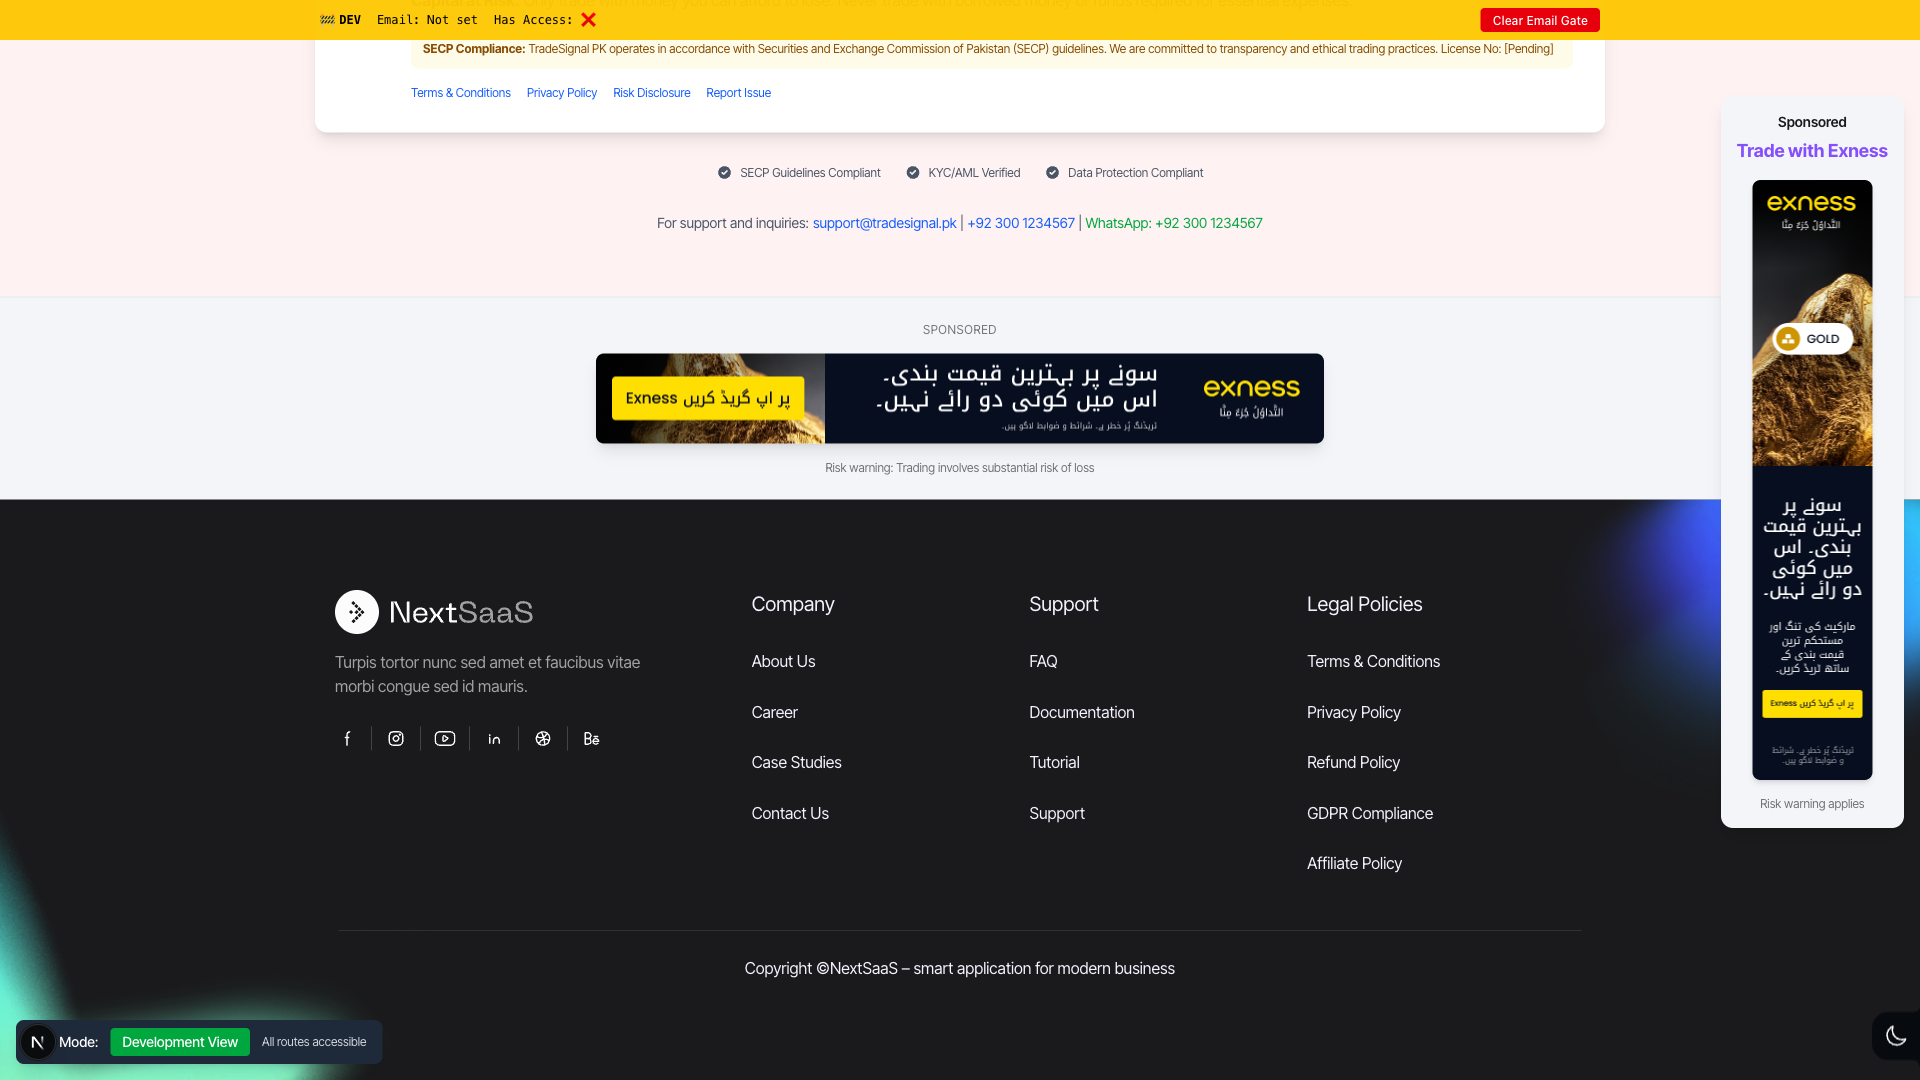 DEV Email: Not set Has Access: ❌
Clear Email Gate
SECP Compliance: TradeSignal PK operates in accordance with Securities and Exchange Commission of Pakistan (SECP) guidelines. We are committed to transparency and ethical trading practices. License No: [Pending]
Terms & Conditions Privacy Policy Risk Disclosure Report Issue
SECP Guidelines Compliant KYC/AML Verified Data Protection Compliant
For support and inquiries: support@tradesignal.pk | +92 300 1234567 | WhatsApp: +92 300 1234567
SPONSORED
سونے پر بہترین قیمت بندی۔
اس میں کوئی دو رائے نہیں۔
ٹریڈنگ پُر خطر ہے۔ شرائط و ضوابط لاگو ہیں۔
Exness پر اپ گریڈ کریں
exness
التَّداوُلُ جُزءٌ مِنَّا
Risk warning: Trading involves substantial risk of loss
Sponsored
Trade with Exness
exness
التَّداوُلُ جُزءٌ مِنَّا
GOLD
سونے پر
بہترین قیمت
بندی۔ اس
میں کوئی
دو رائے نہیں۔
مارکیٹ کی تنگ اور
مستحکم ترین
قیمت بندی کے
ساتھ ٹریڈ کریں۔
Exness پر اپ گریڈ کریں
ٹریڈنگ پُر خطر ہے۔ شرائط
و ضوابط لاگو ہیں۔
Risk warning applies
NextSaaS
Turpis tortor nunc sed amet et faucibus vitae
morbi congue sed id mauris.
Bē
Company
About Us
Career
Case Studies
Contact Us
Support
FAQ
Documentation
Tutorial
Support
Legal Policies
Terms & Conditions
Privacy Policy
Refund Policy
GDPR Compliance
Affiliate Policy
Copyright ©NextSaaS – smart application for modern business
N Mode: Development View All routes accessible